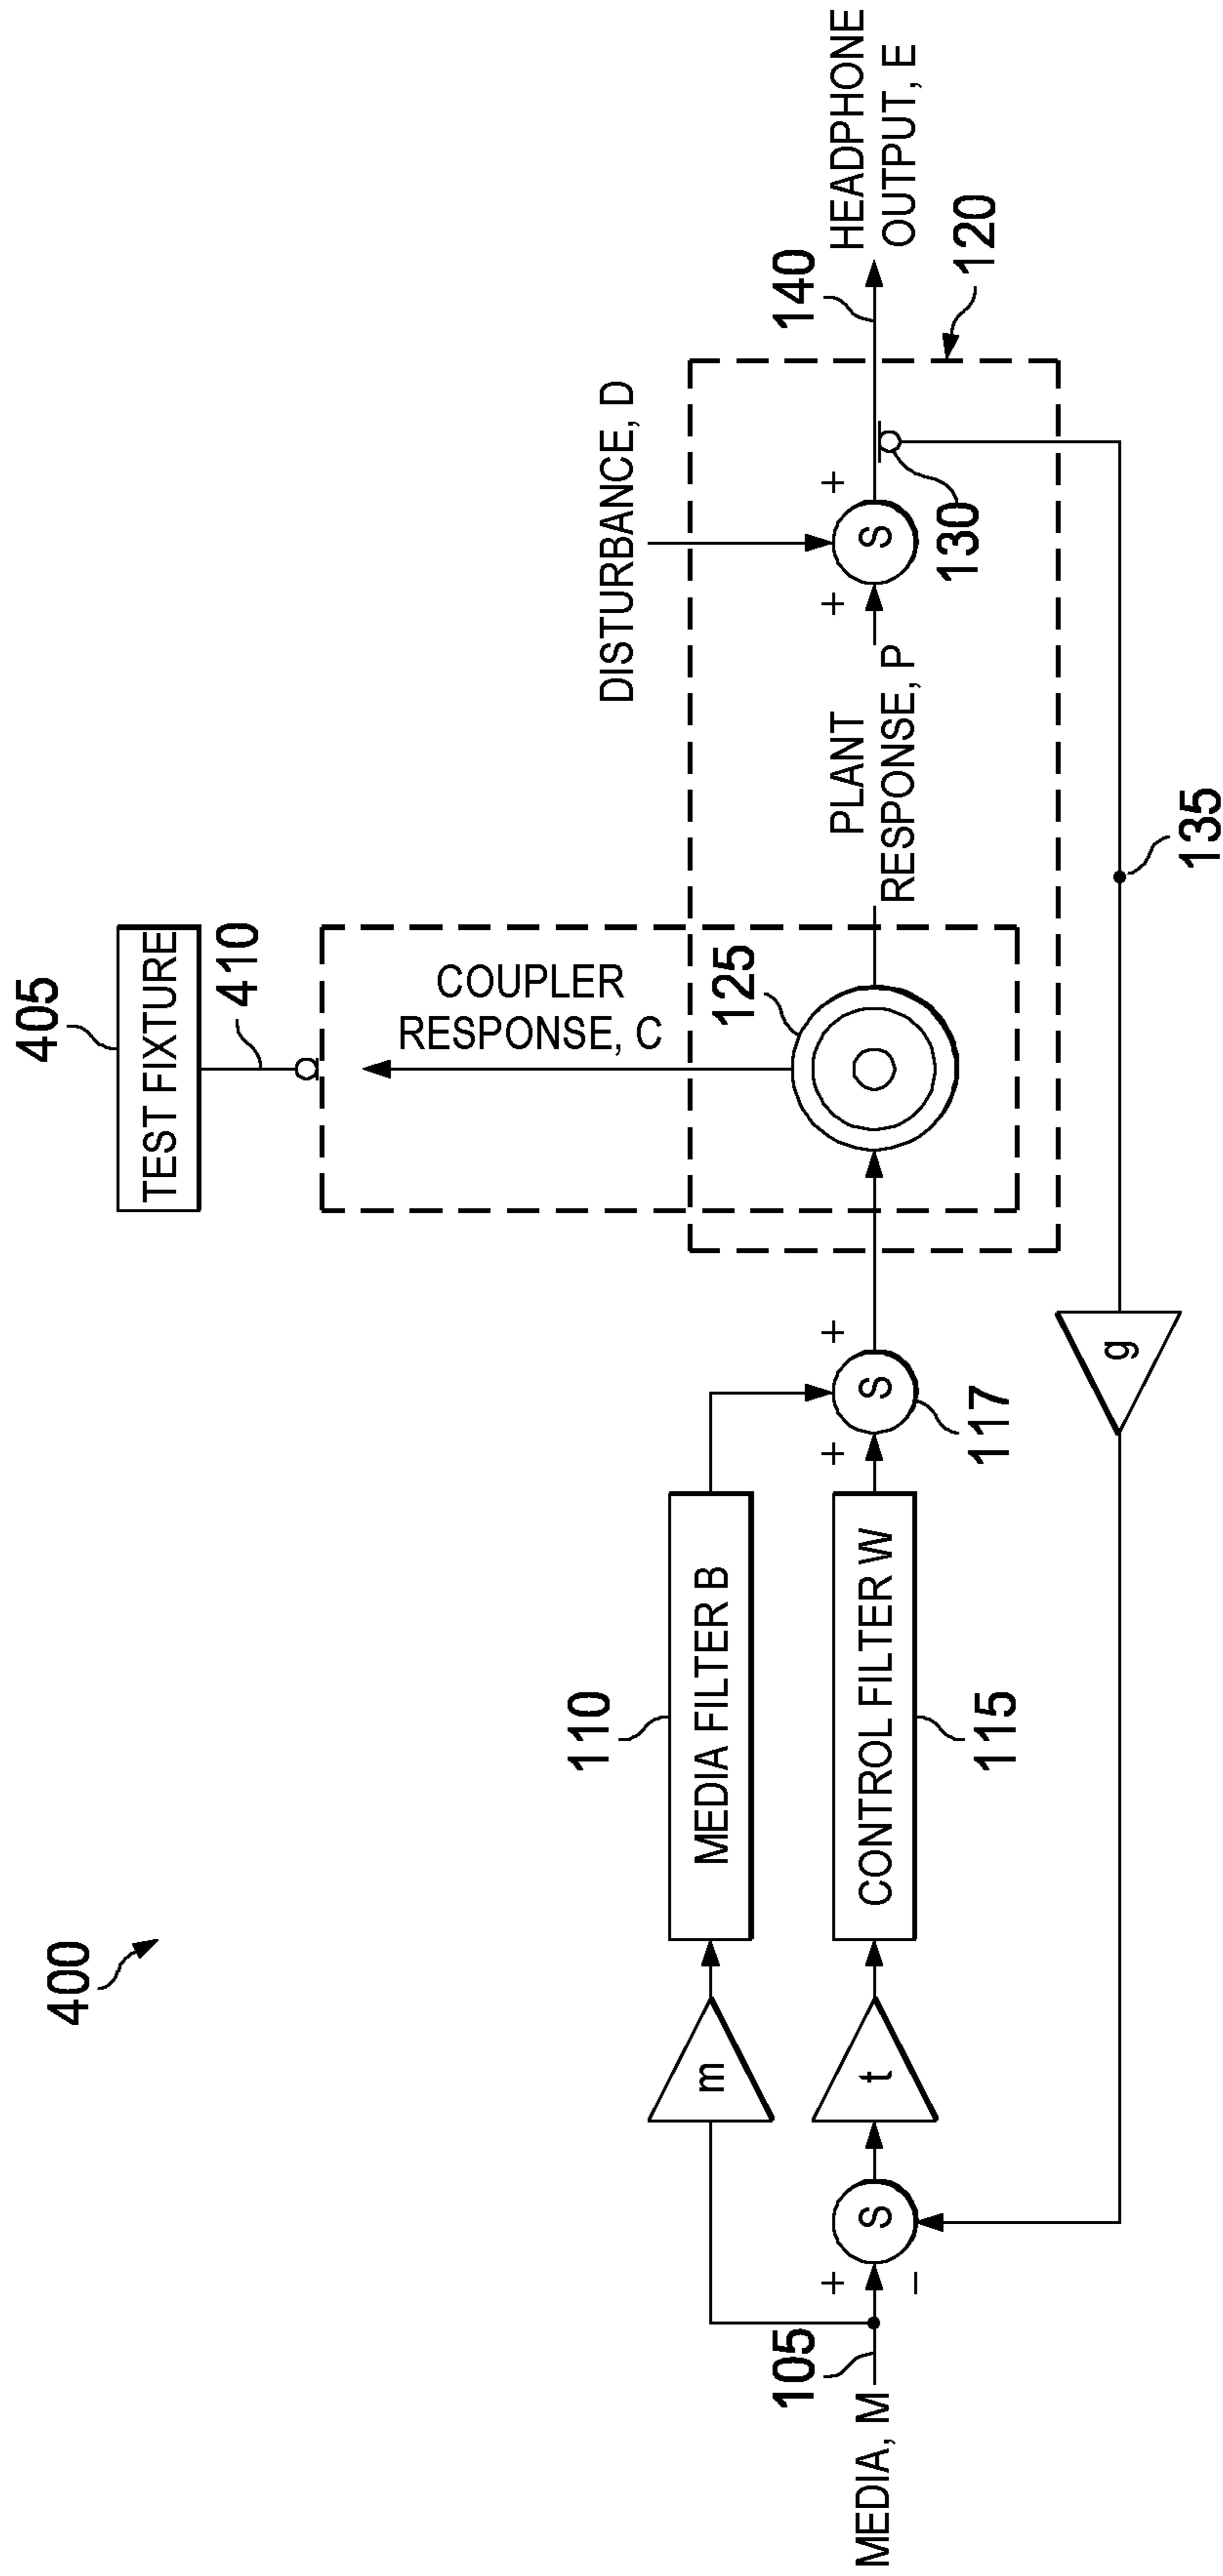 400
405
TEST FIXTURE
410
COUPLER
RESPONSE, C
DISTURBANCE, D
110
m
MEDIA FILTER B
125
105
140
MEDIA, M
+
−
S
t
CONTROL FILTER W
115
+
+
S
117
PLANT
RESPONSE, P
+
+
S
130
HEADPHONE
OUTPUT, E
120
g
135